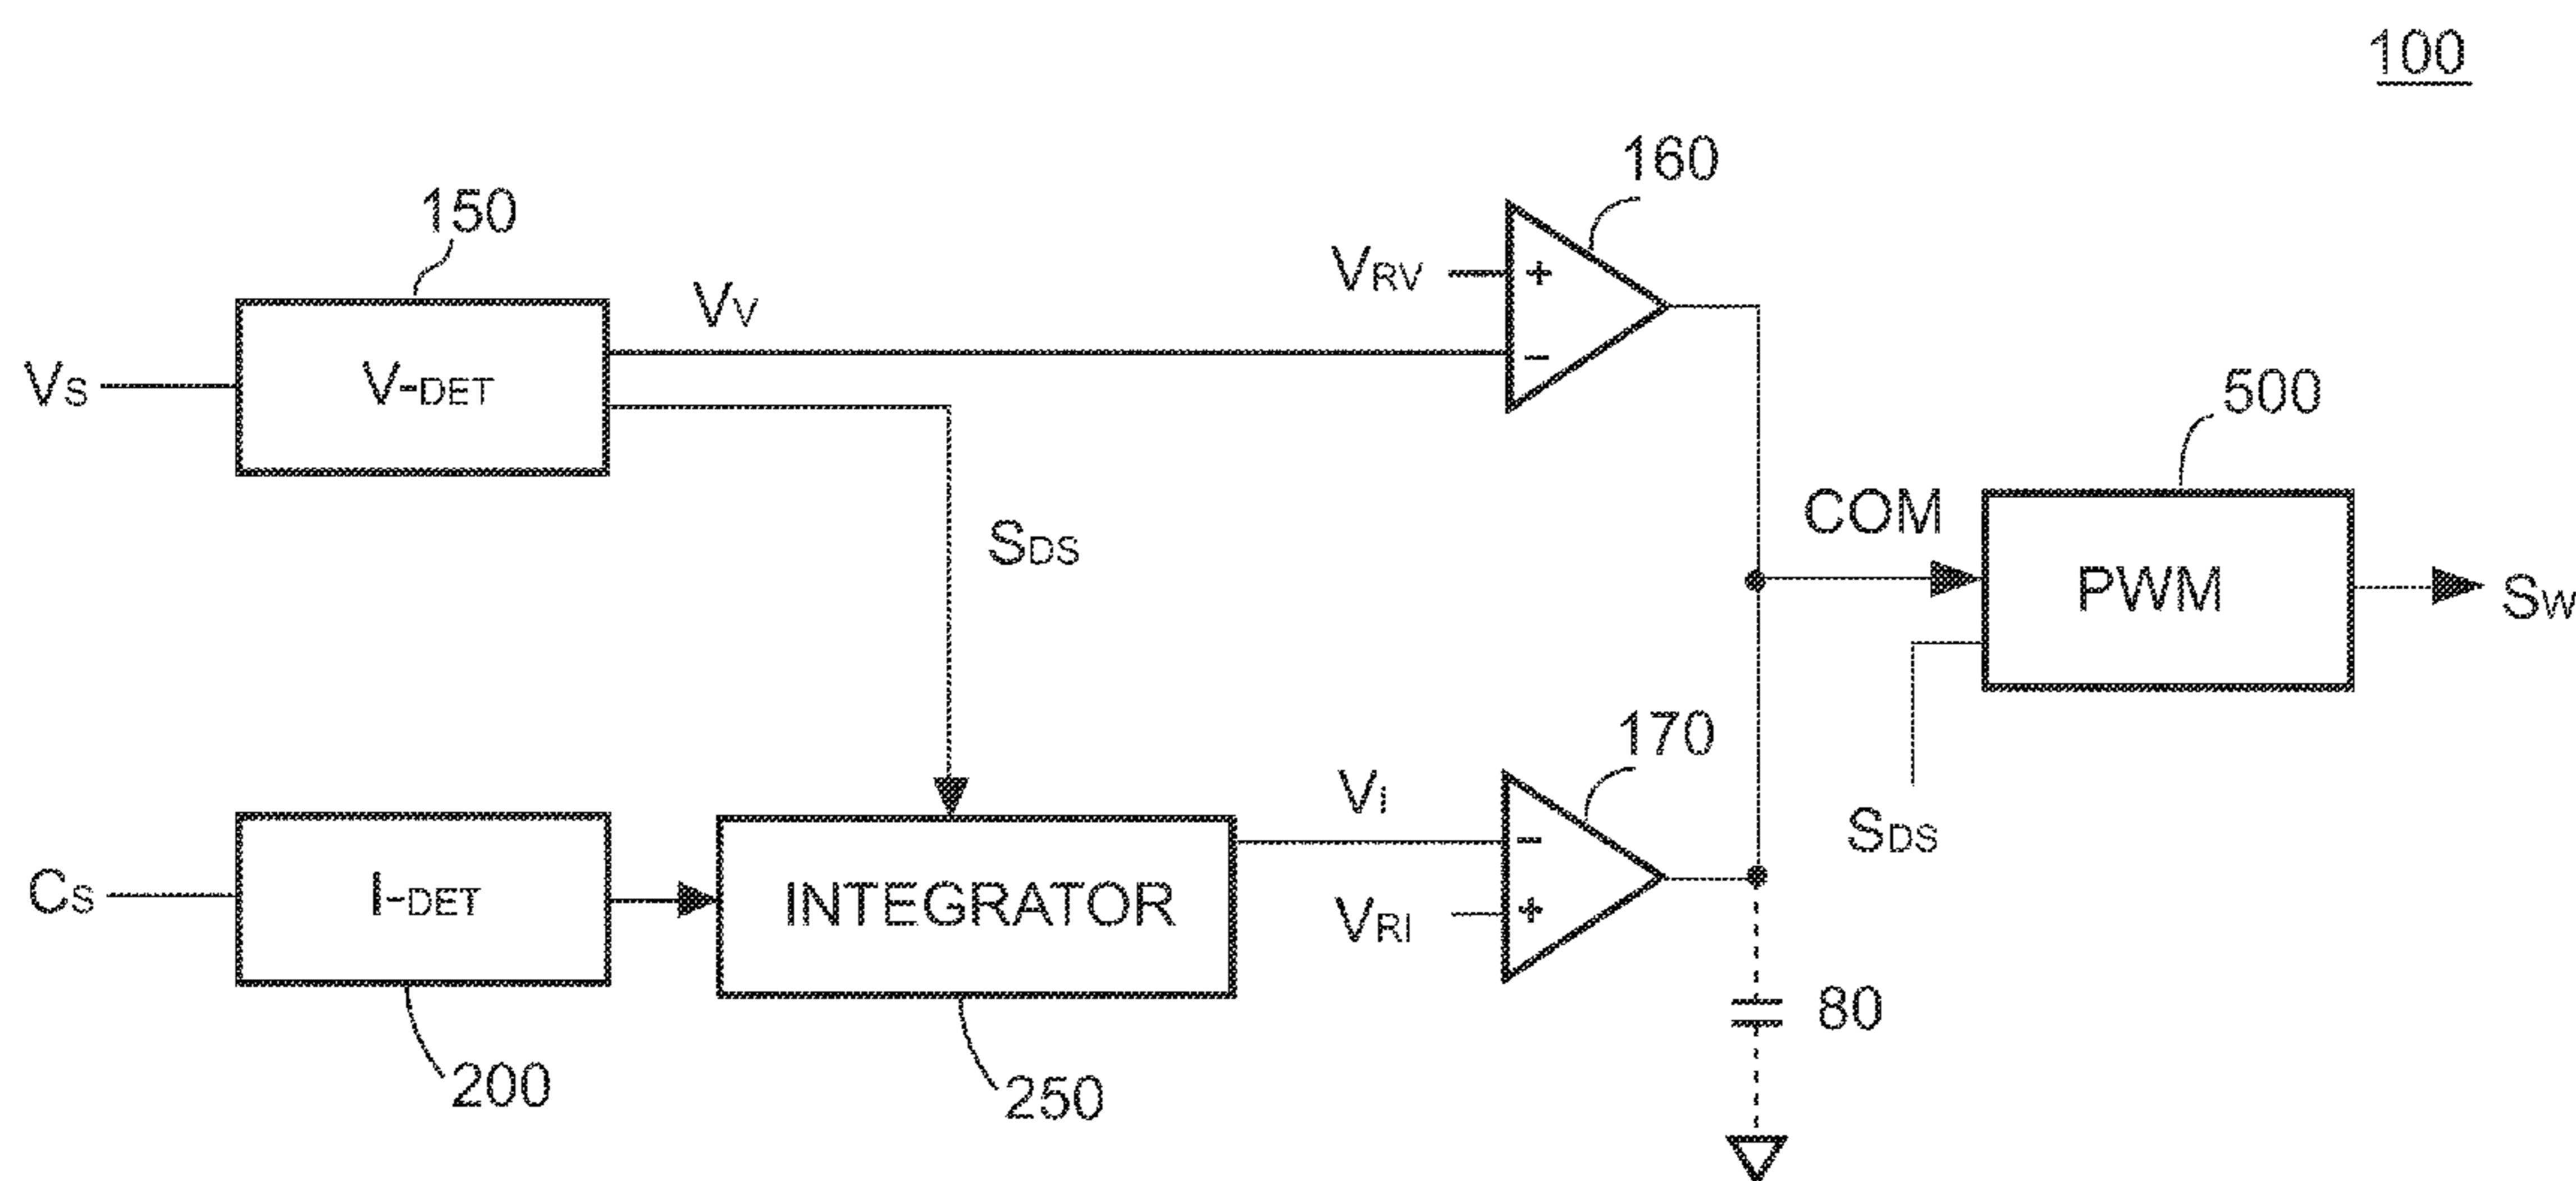 100
160
150
VRV
+
VV
-
VS
V-DET
500
COM
SDS
PWM
SW
170
VI
-
SDS
CS
I-DET
INTEGRATOR
VRI
+
80
200
250